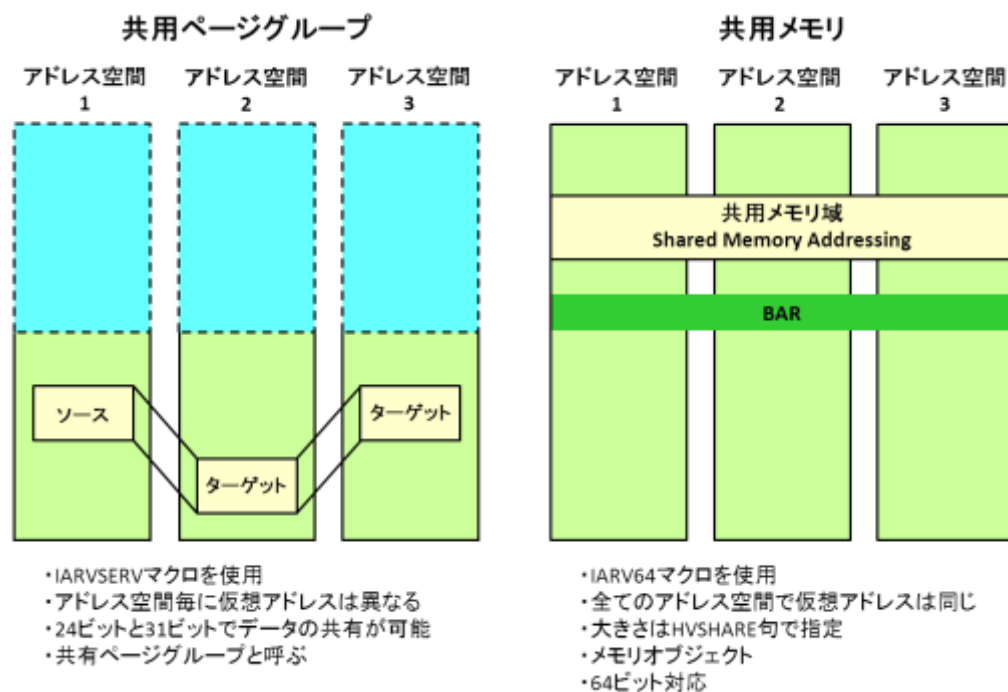 共用ページグループ
アドレス空間
1
アドレス空間
2
アドレス空間
3
ソース
ターゲット
ターゲット
・IARVSERVマクロを使用
・アドレス空間毎に仮想アドレスは異なる
・24ビットと31ビットでデータの共有が可能
・共有ページグループと呼ぶ
共用メモリ
アドレス空間
1
アドレス空間
2
アドレス空間
3
共用メモリ域
Shared Memory Addressing
BAR
・IARV64マクロを使用
・全てのアドレス空間で仮想アドレスは同じ
・大きさはHVSHARE句で指定
・メモリオブジェクト
・64ビット対応